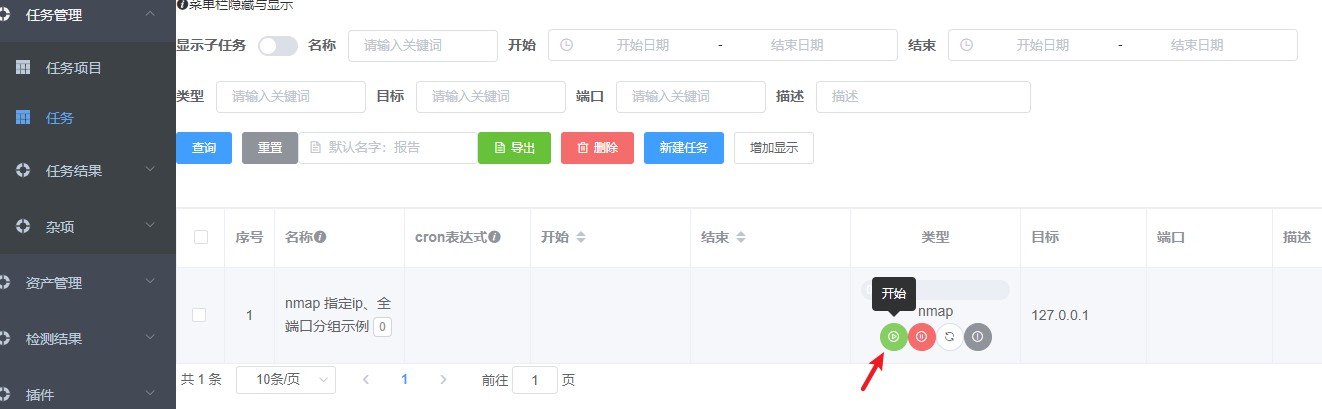 任务管理
任务项目
任务
任务结果
杂项
资产管理
检测结果
插件
菜单栏隐藏与显示
显示子任务 名称 请输入关键词 开始 开始日期 - 结束日期 结束 开始日期 - 结束日期
类型 请输入关键词 目标 请输入关键词 端口 请输入关键词 描述 描述
查询 重置 默认名字：报告 导出 删除 新建任务 增加显示
序号 名称 cron表达式 开始 结束 类型 目标 端口 描述
开始
1 nmap 指定ip、全 nmap 127.0.0.1
端口分组示例 0
共 1 条 10条/页 1 前往 1 页